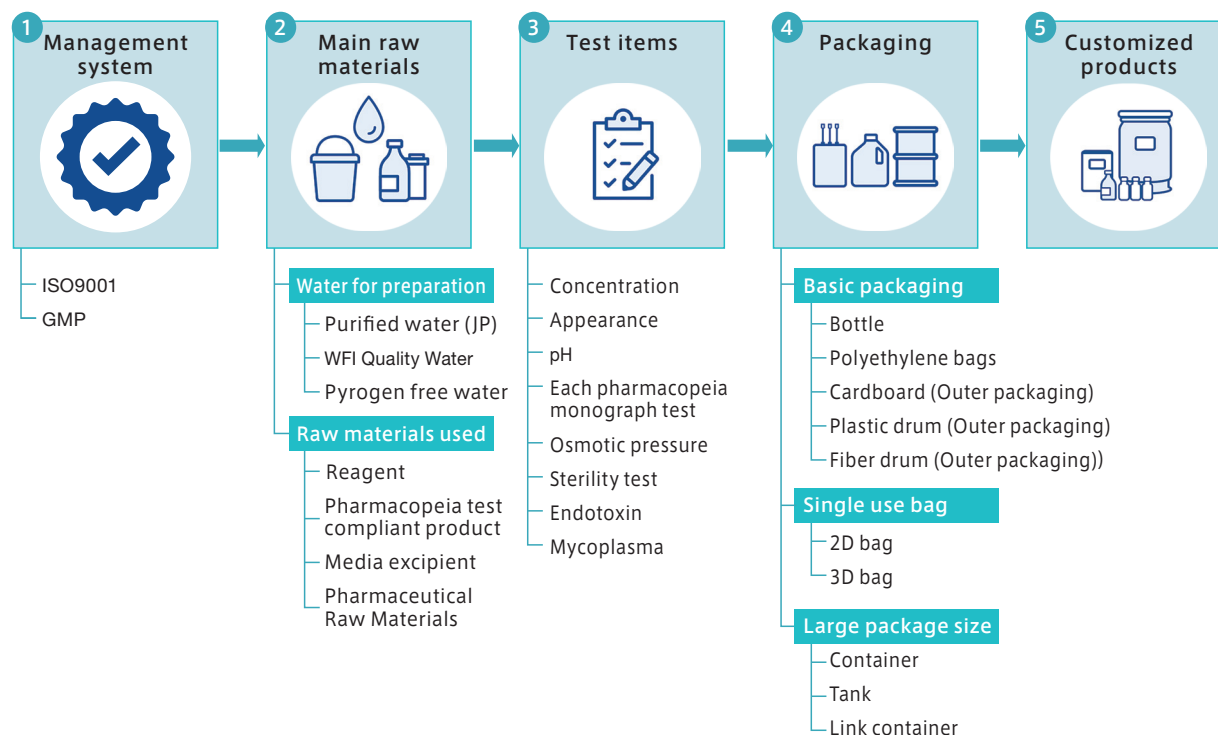 1
Management
system
ISO9001
GMP
2
Main raw
materials
Water for preparation
Purified water (JP)
WFI Quality Water
Pyrogen free water
Raw materials used
Reagent
Pharmacopeia test
compliant product
Media excipient
Pharmaceutical
Raw Materials
3
Test items
Concentration
Appearance
pH
Each pharmacopeia
monograph test
Osmotic pressure
Sterility test
Endotoxin
Mycoplasma
4
Packaging
Basic packaging
Bottle
Polyethylene bags
Cardboard (Outer packaging)
Plastic drum (Outer packaging)
Fiber drum (Outer packaging))
Single use bag
2D bag
3D bag
Large package size
Container
Tank
Link container
5
Customized
products